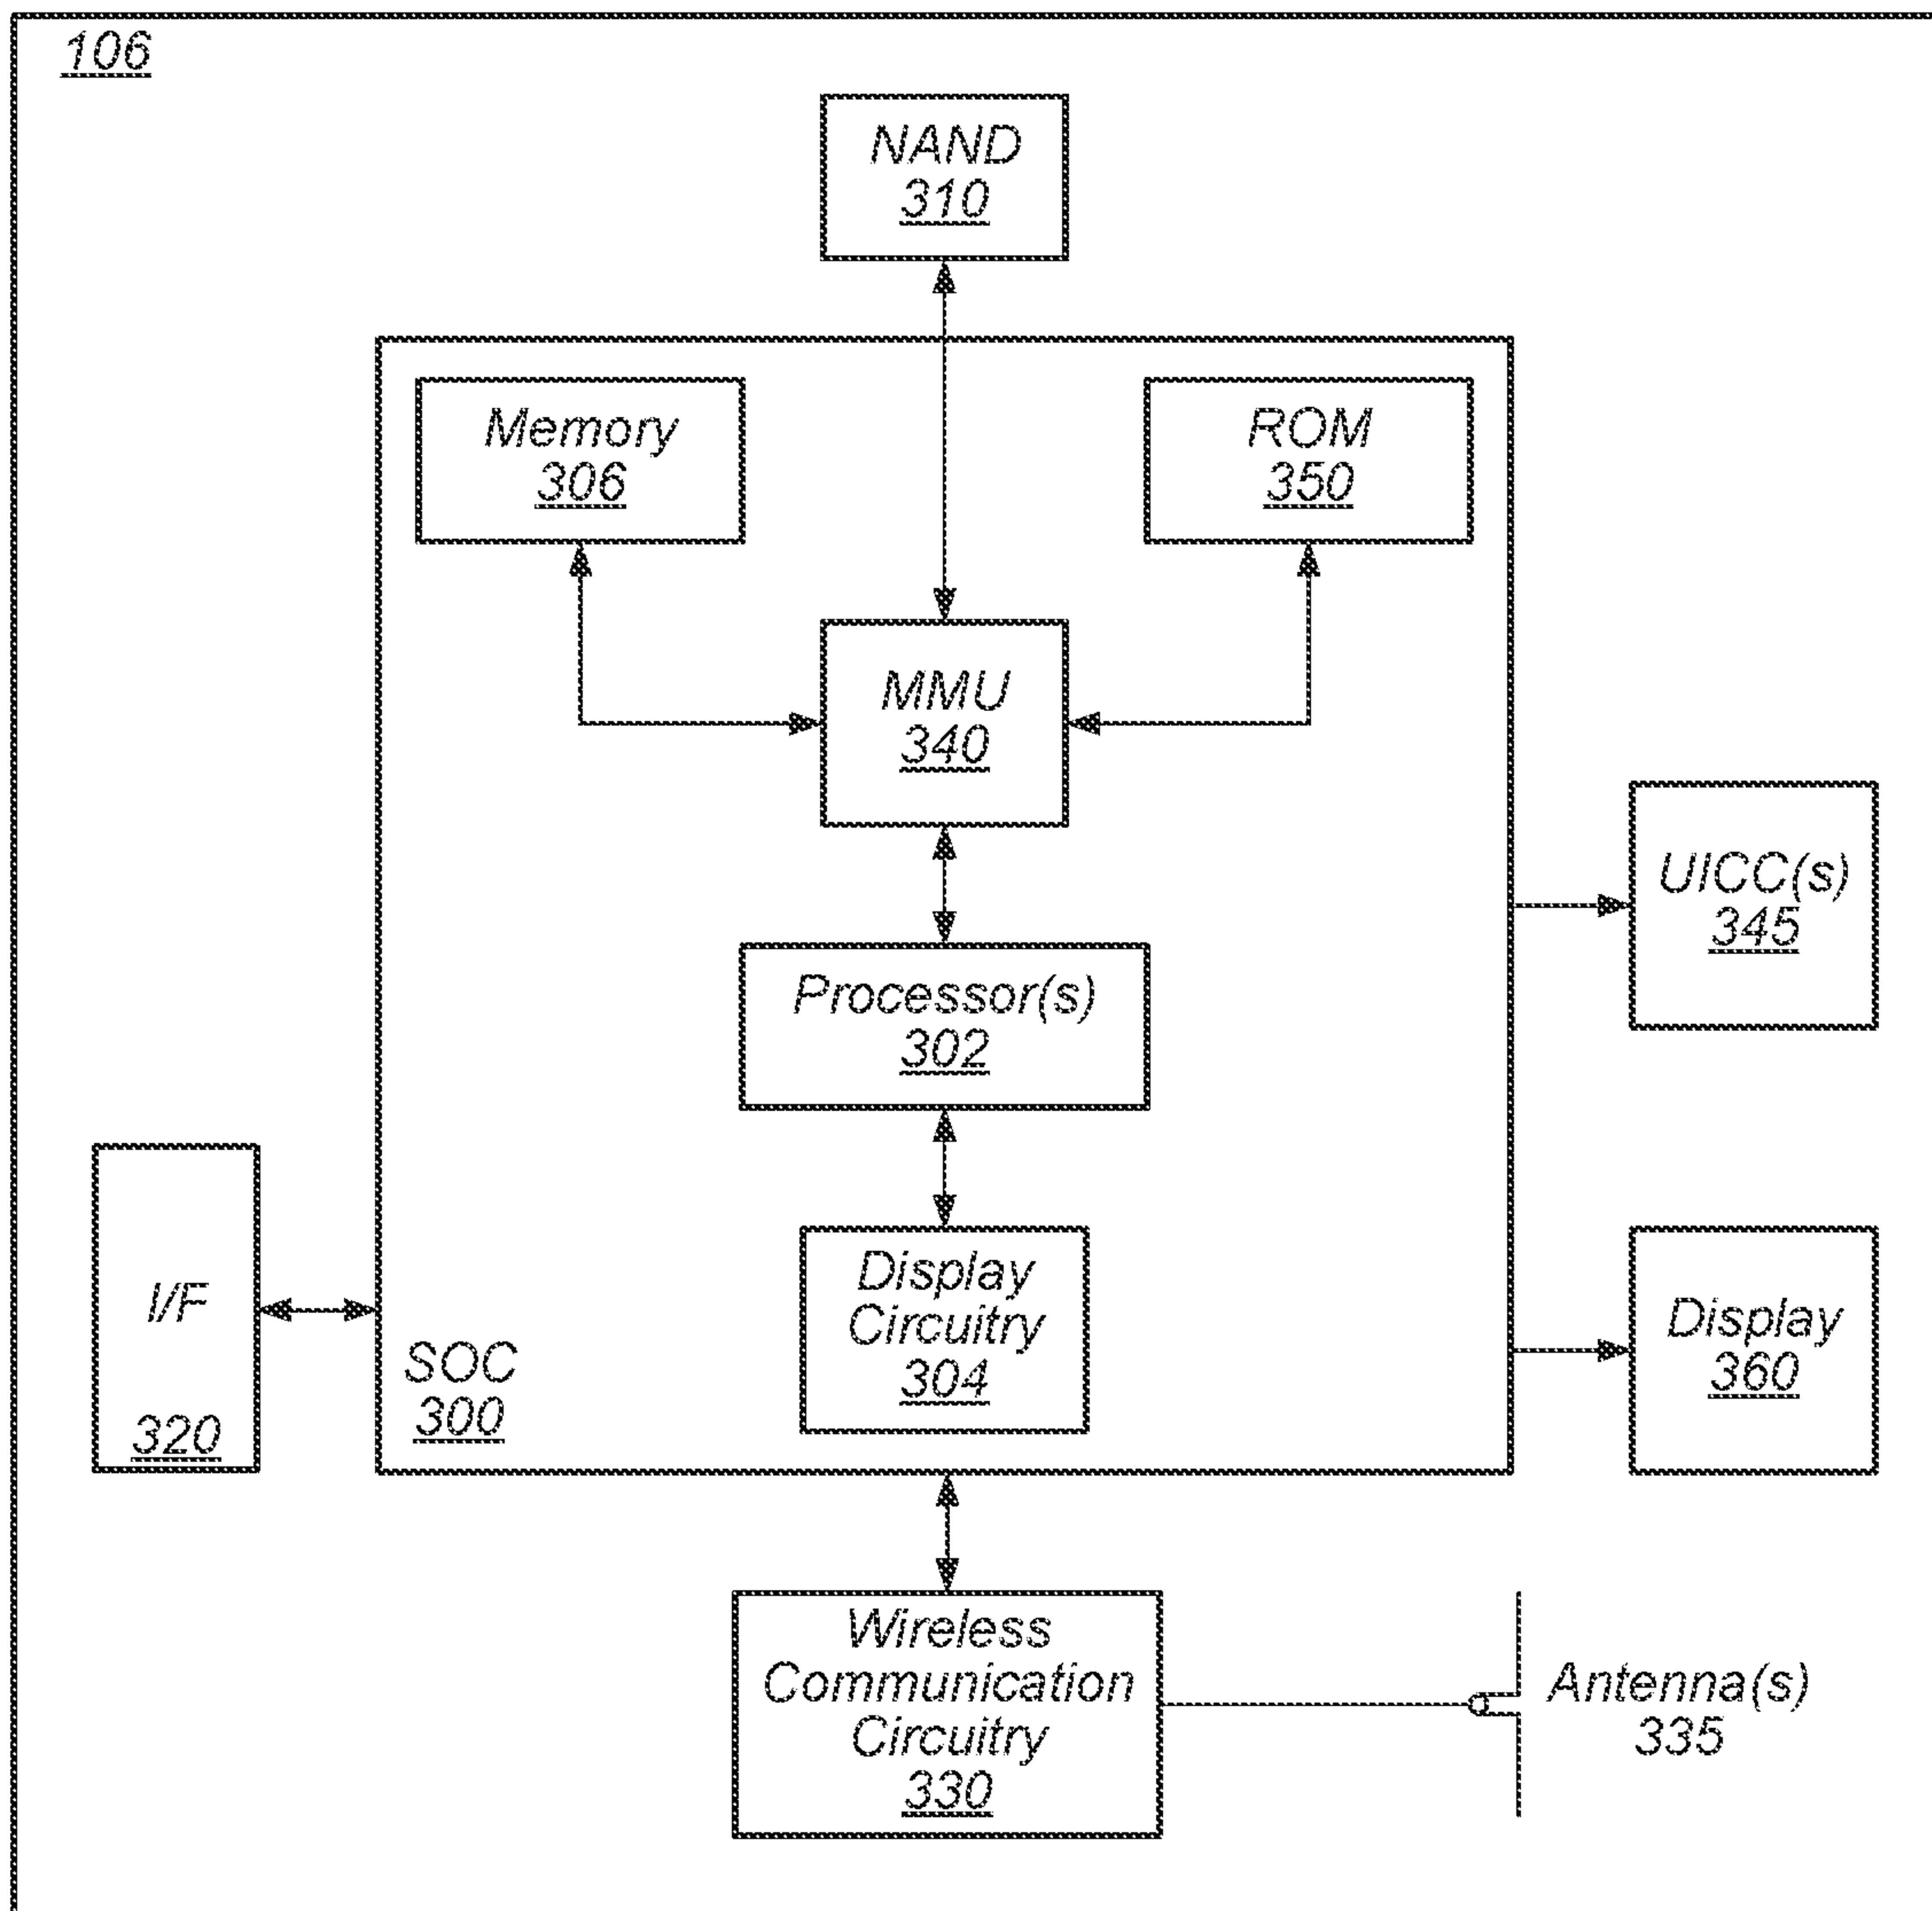 106
NAND
310
Memory
306
ROM
350
MMU
340
UICC(s)
345
Processor(s)
302
I/F
320
SOC
300
Display
Circuitry
304
Display
360
Wireless
Communication
Circuitry
330
Antenna(s)
335